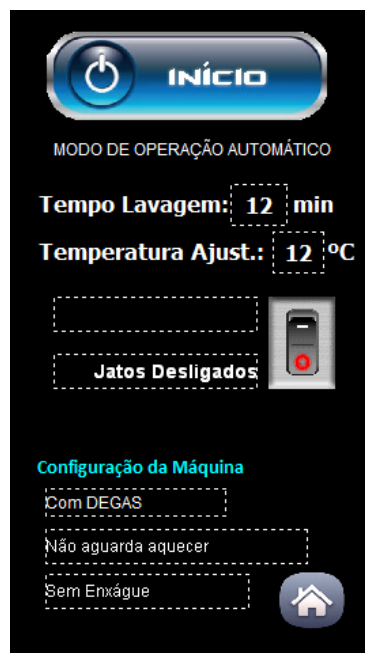 INÍCIO
MODO DE OPERAÇÃO AUTOMÁTICO
Tempo Lavagem: 12 min
Temperatura Ajust.: 12 ºC
Jatos Desligados
Configuração da Máquina
Com DEGAS
Não aguarda aquecer
Sem Enxágue